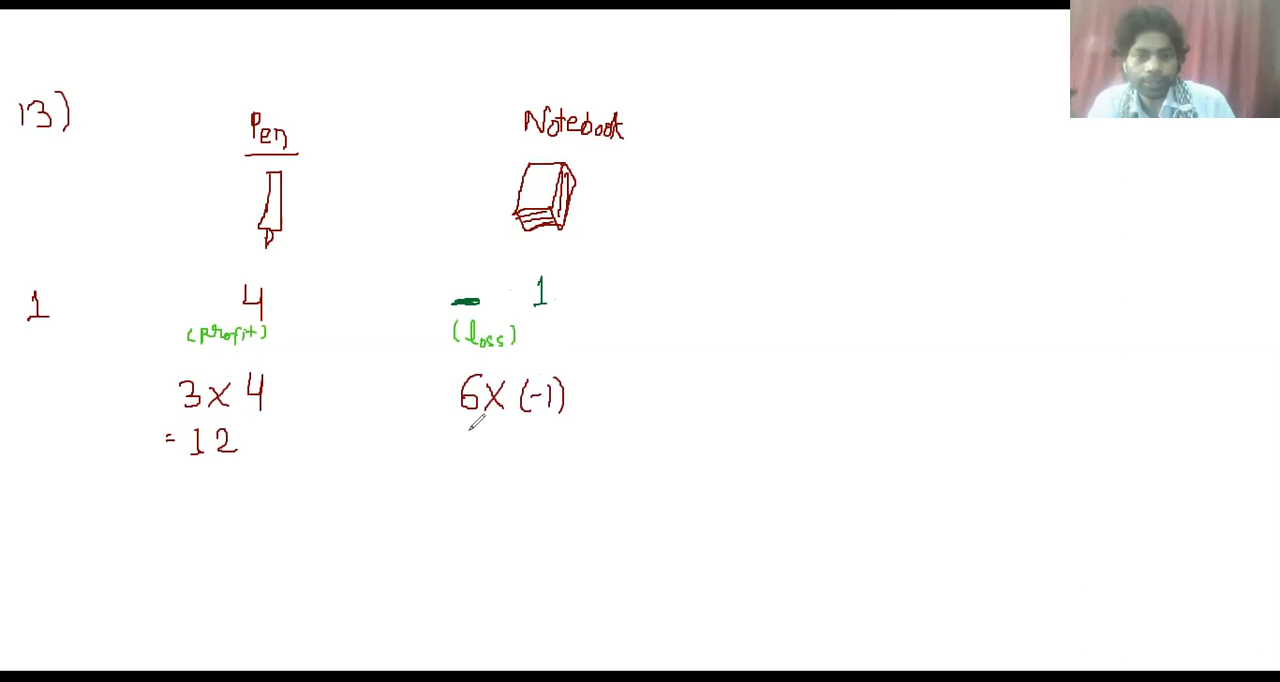 13)
Pen Notebook
1 4 - 1
(profit) (loss)
3 x 4 6 x (-1)
= 12